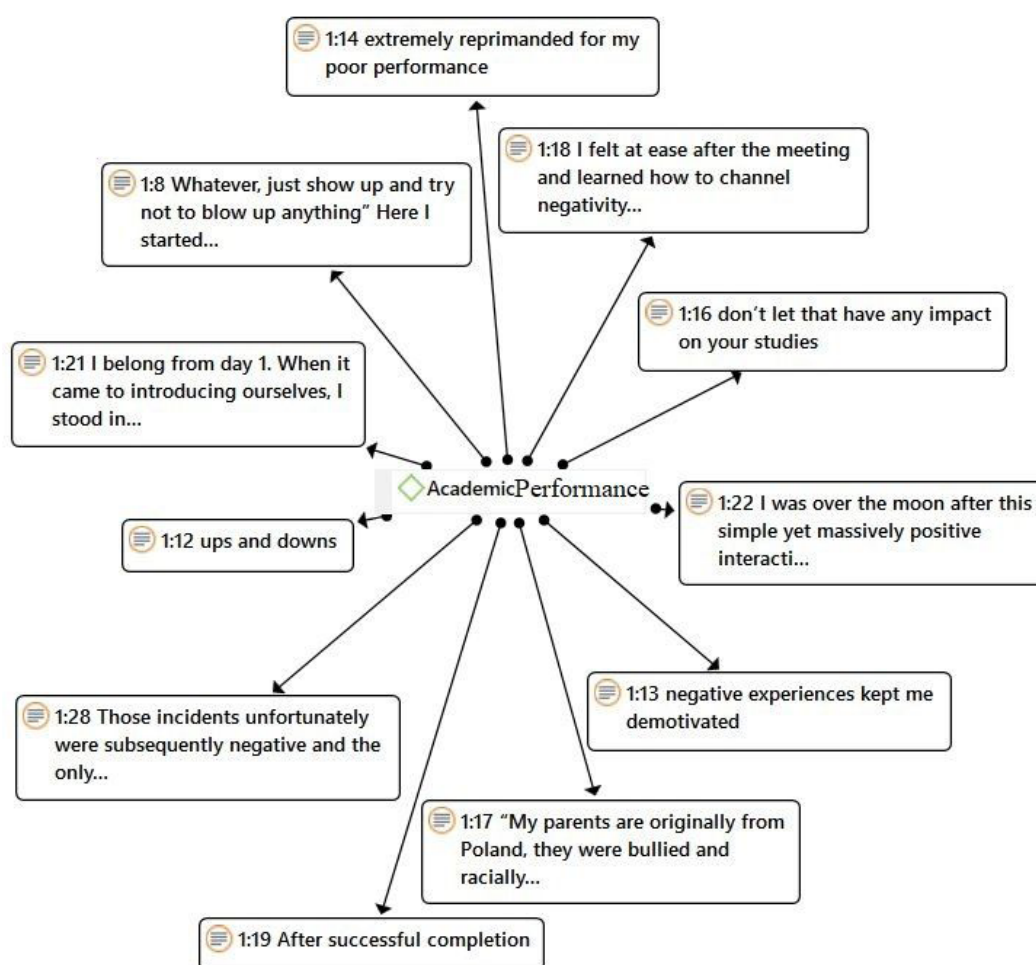 1:14 extremely reprimanded for my
poor performance
1:18 I felt at ease after the meeting
and learned how to channel
negativity...
1:8 Whatever, just show up and try
not to blow up anything” Here I
started...
1:16 don’t let that have any impact
on your studies
1:21 I belong from day 1. When it
came to introducing ourselves, I
stood in...
AcademicPerformance
1:22 I was over the moon after this
simple yet massively positive
interacti...
1:12 ups and downs
1:13 negative experiences kept me
demotivated
1:28 Those incidents unfortunately
were subsequently negative and the
only...
1:17 “My parents are originally from
Poland, they were bullied and
racially...
1:19 After successful completion